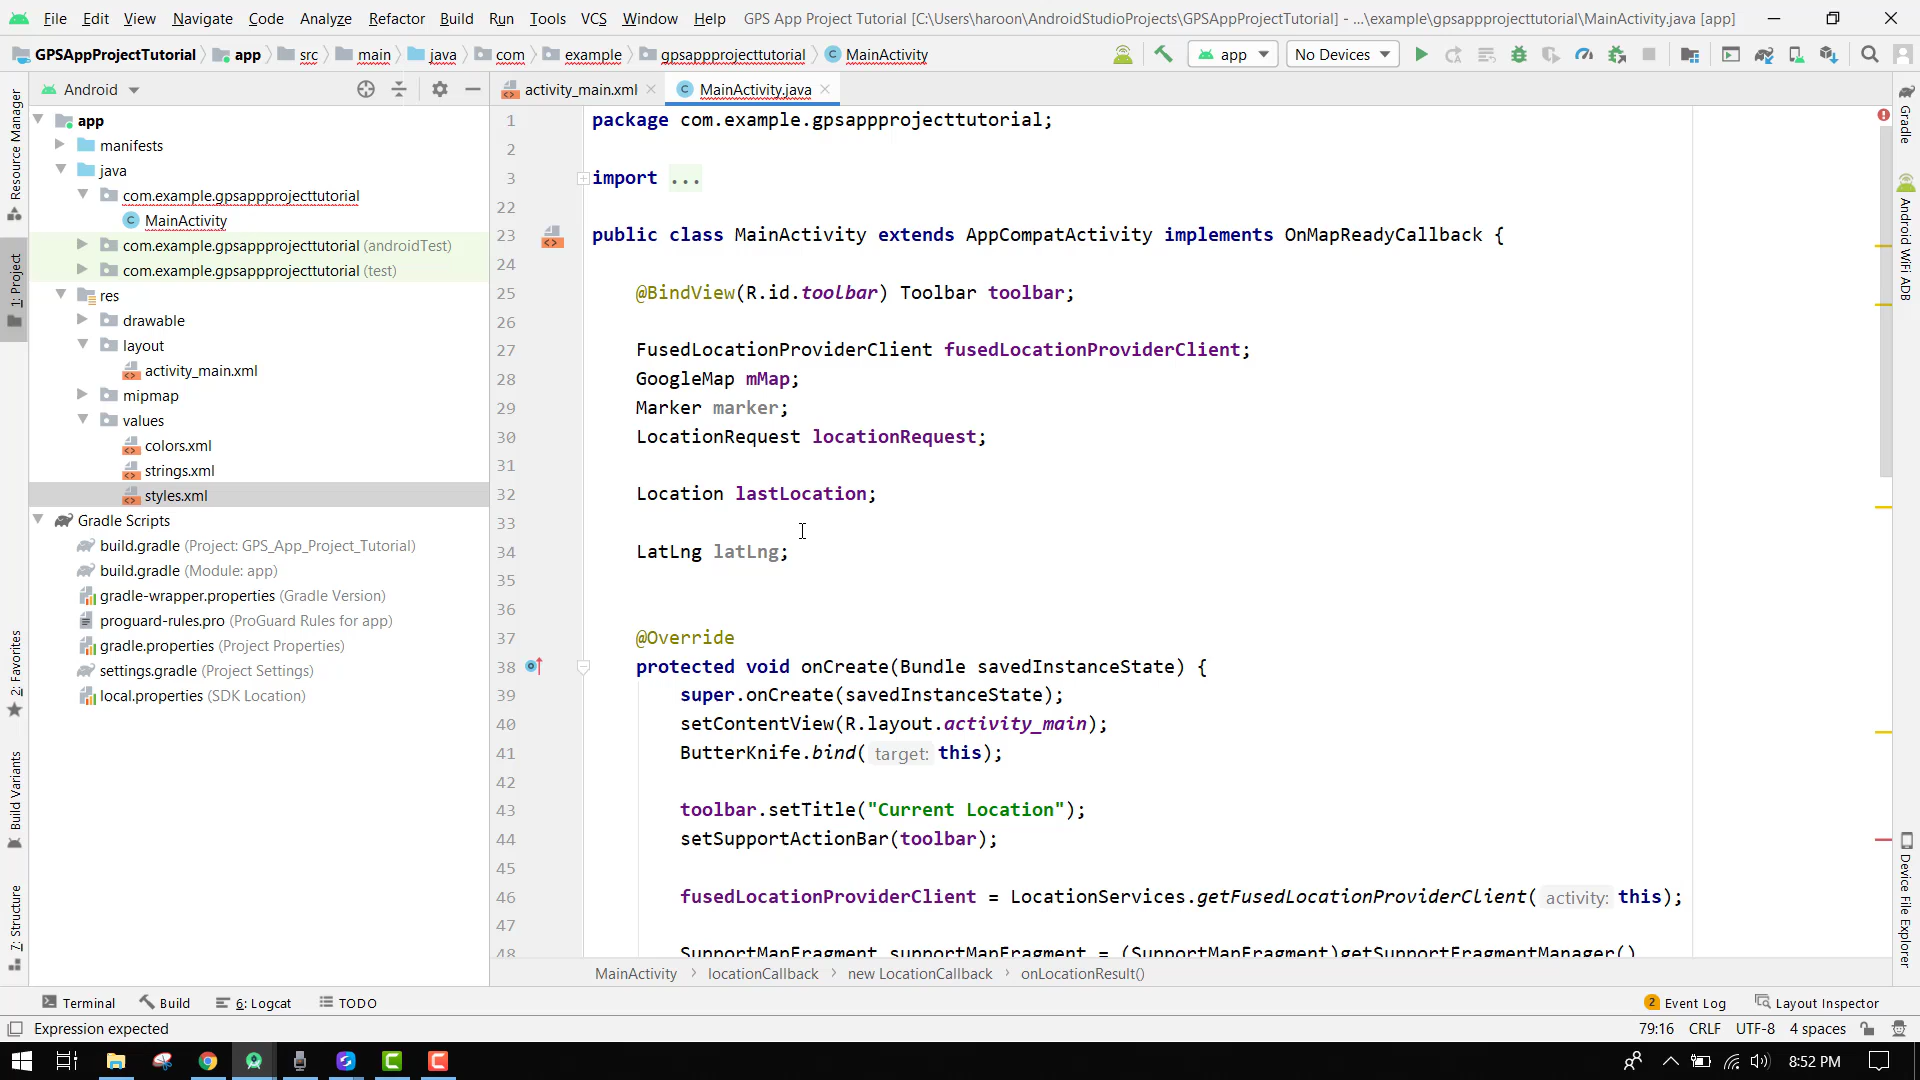 File Edit View Navigate Code Analyze Refactor Build Run Tools VCS Window Help GPS App Project Tutorial [C:\Users\haroon\AndroidStudioProjects\GPSAppProjectTutorial] - ...\example\gpsappprojecttutorial\MainActivity.java [app]
GPSAppProjectTutorial app src main java com example gpsappprojecttutorial MainActivity app No Devices
Android activity_main.xml MainActivity.java
Resource Manager
1: Project
2: Favorites
Build Variants
7: Structure
app
manifests
java
com.example.gpsappprojecttutorial
MainActivity
com.example.gpsappprojecttutorial (androidTest)
com.example.gpsappprojecttutorial (test)
res
drawable
layout
activity_main.xml
mipmap
values
colors.xml
strings.xml
styles.xml
Gradle Scripts
build.gradle (Project: GPS_App_Project_Tutorial)
build.gradle (Module: app)
gradle-wrapper.properties (Gradle Version)
proguard-rules.pro (ProGuard Rules for app)
gradle.properties (Project Properties)
settings.gradle (Project Settings)
local.properties (SDK Location)
1 package com.example.gpsappprojecttutorial;
2
3 import ...
22
23 public class MainActivity extends AppCompatActivity implements OnMapReadyCallback {
24
25 @BindView(R.id.toolbar) Toolbar toolbar;
26
27 FusedLocationProviderClient fusedLocationProviderClient;
28 GoogleMap mMap;
29 Marker marker;
30 LocationRequest locationRequest;
31
32 Location lastLocation;
33
34 LatLng latLng;
35
36
37 @Override
38 protected void onCreate(Bundle savedInstanceState) {
39 super.onCreate(savedInstanceState);
40 setContentView(R.layout.activity_main);
41 ButterKnife.bind( target: this);
42
43 toolbar.setTitle("Current Location");
44 setSupportActionBar(toolbar);
45
46 fusedLocationProviderClient = LocationServices.getFusedLocationProviderClient( activity: this);
47
48 SupportMapFragment supportMapFragment = (SupportMapFragment)getSupportFragmentManager()
MainActivity locationCallback new LocationCallback onLocationResult()
Gradle
Android WiFi ADB
Device File Explorer
Terminal Build 6: Logcat TODO 2 Event Log Layout Inspector
Expression expected 79:16 CRLF UTF-8 4 spaces
8:52 PM